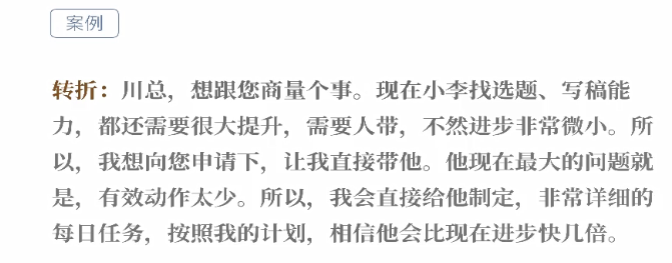 案例
转折：川总，想跟您商量个事。现在小李找选题、写稿能
力，都还需要很大提升，需要人带，不然进步非常微小。所
以，我想向您申请下，让我直接带他。他现在最大的问题就
是，有效动作太少。所以，我会直接给他制定，非常详细的
每日任务，按照我的计划，相信他会比现在进步快几倍。